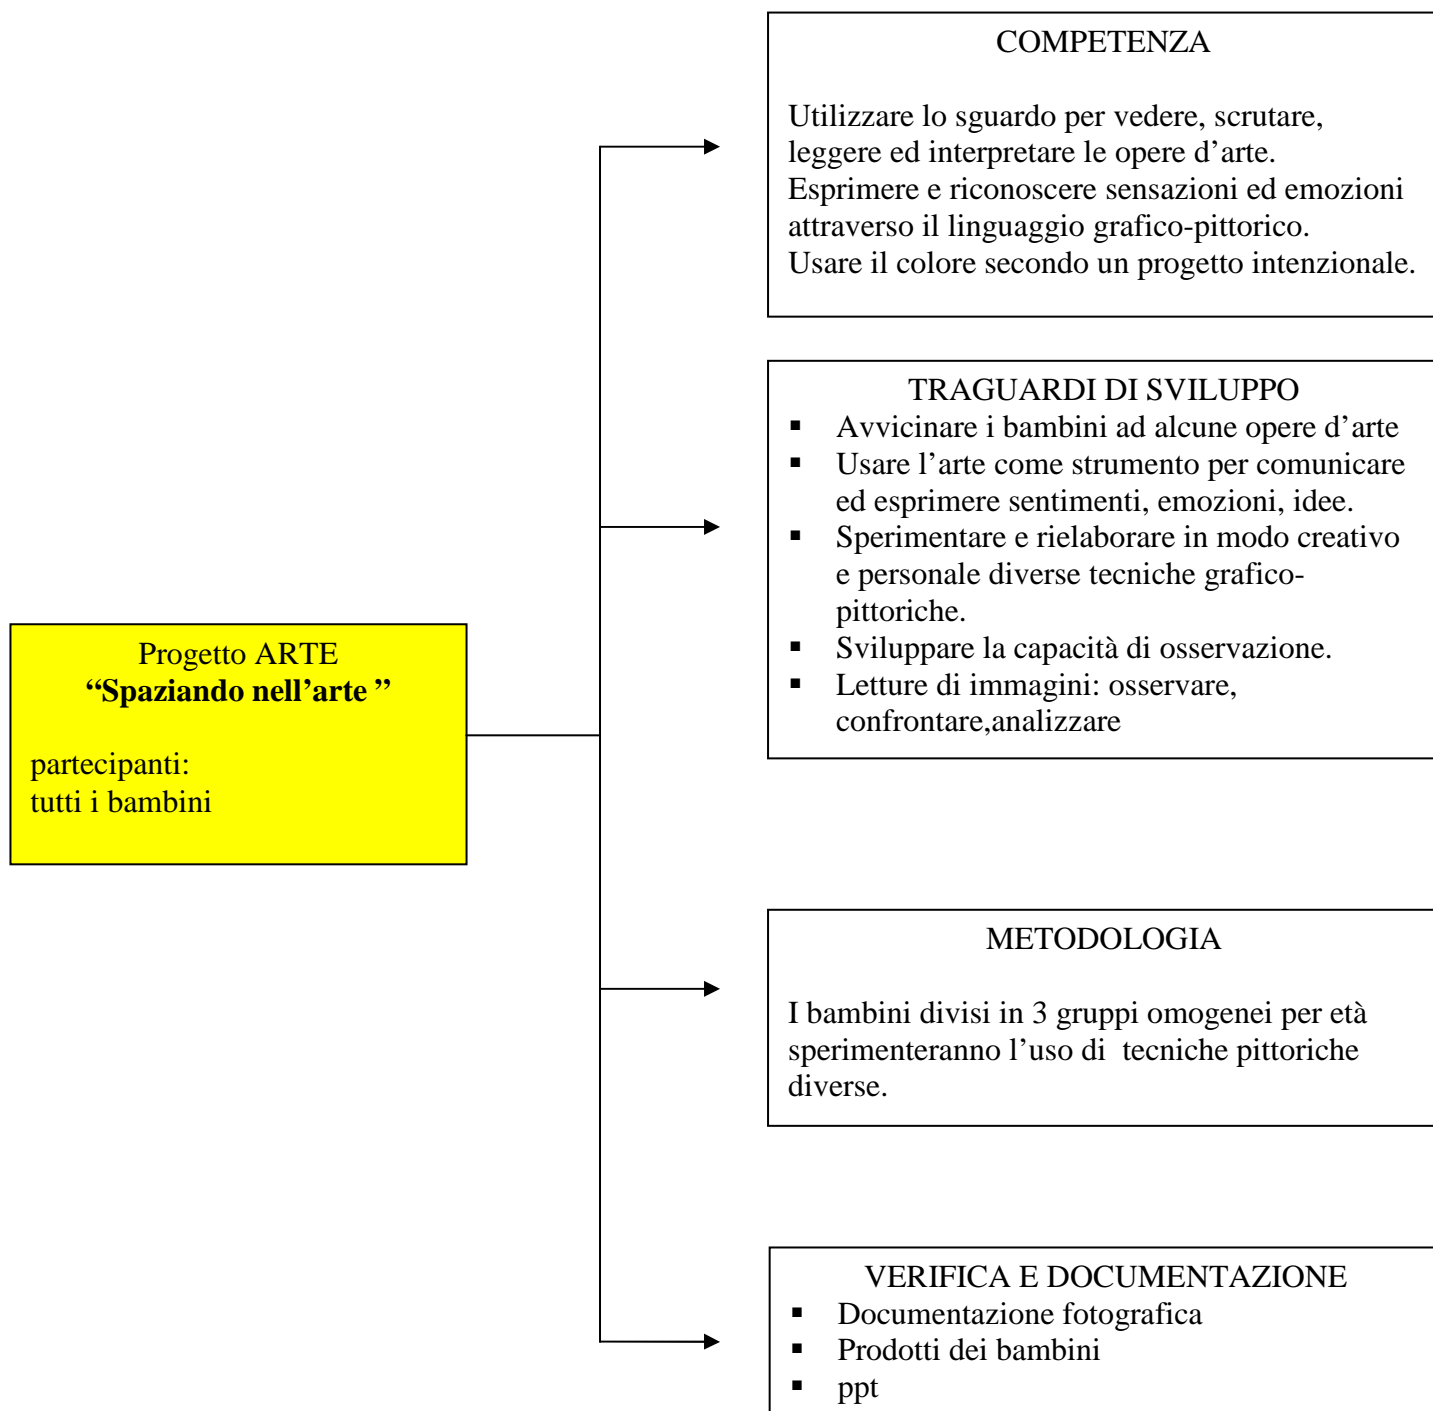 COMPETENZA
Utilizzare lo sguardo per vedere, scrutare,
leggere ed interpretare le opere d’arte.
Esprimere e riconoscere sensazioni ed emozioni
attraverso il linguaggio grafico-pittorico.
Usare il colore secondo un progetto intenzionale.
TRAGUARDI DI SVILUPPO
▪ Avvicinare i bambini ad alcune opere d’arte
▪ Usare l’arte come strumento per comunicare
ed esprimere sentimenti, emozioni, idee.
▪ Sperimentare e rielaborare in modo creativo
e personale diverse tecniche grafico-
pittoriche.
▪ Sviluppare la capacità di osservazione.
▪ Letture di immagini: osservare,
confrontare,analizzare
Progetto ARTE
“Spaziando nell’arte ”
partecipanti:
tutti i bambini
METODOLOGIA
I bambini divisi in 3 gruppi omogenei per età
sperimenteranno l’uso di  tecniche pittoriche
diverse.
VERIFICA E DOCUMENTAZIONE
▪ Documentazione fotografica
▪ Prodotti dei bambini
▪ ppt